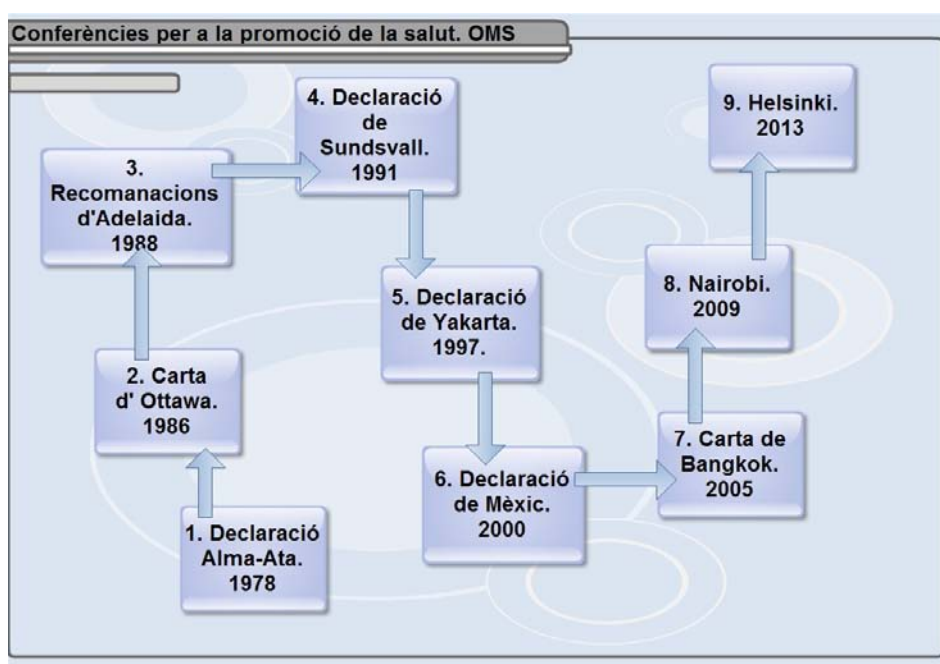 Conferències per a la promoció de la salut. OMS
1. Declaració
Alma-Ata.
1978
2. Carta
d' Ottawa.
1986
3.
Recomanacions
d'Adelaida.
1988
4. Declaració
de
Sundsvall.
1991
5. Declaració
de Yakarta.
1997.
6. Declaració
de Mèxic.
2000
7. Carta de
Bangkok.
2005
8. Nairobi.
2009
9. Helsinki.
2013